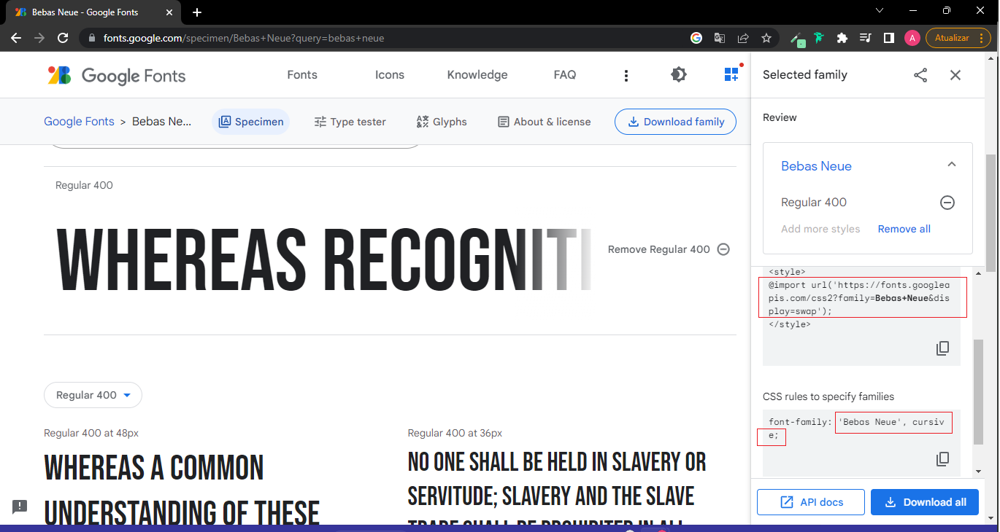 Bebas Neue - Google Fonts
fonts.google.com/specimen/Bebas+Neue?query=bebas+neue
A
Atualizar
Google Fonts
Fonts
Icons
Knowledge
FAQ
Google Fonts > Bebas Ne...
Specimen
Type tester
Glyphs
About & license
Download family
Regular 400
WHEREAS RECOGNITI
Remove Regular 400
Regular 400
Regular 400 at 48px
WHEREAS A COMMON
UNDERSTANDING OF THESE
Regular 400 at 36px
NO ONE SHALL BE HELD IN SLAVERY OR
SERVITUDE; SLAVERY AND THE SLAVE
TRADE SHALL BE PROHIBITED IN ALL
Selected family
Review
Bebas Neue
Regular 400
Add more styles
Remove all
<style>
@import url('https://fonts.googlea
pis.com/css2?family=Bebas+Neue&dis
play=swap');
</style>
CSS rules to specify families
font-family: 'Bebas Neue', cursiv
e;
API docs
Download all